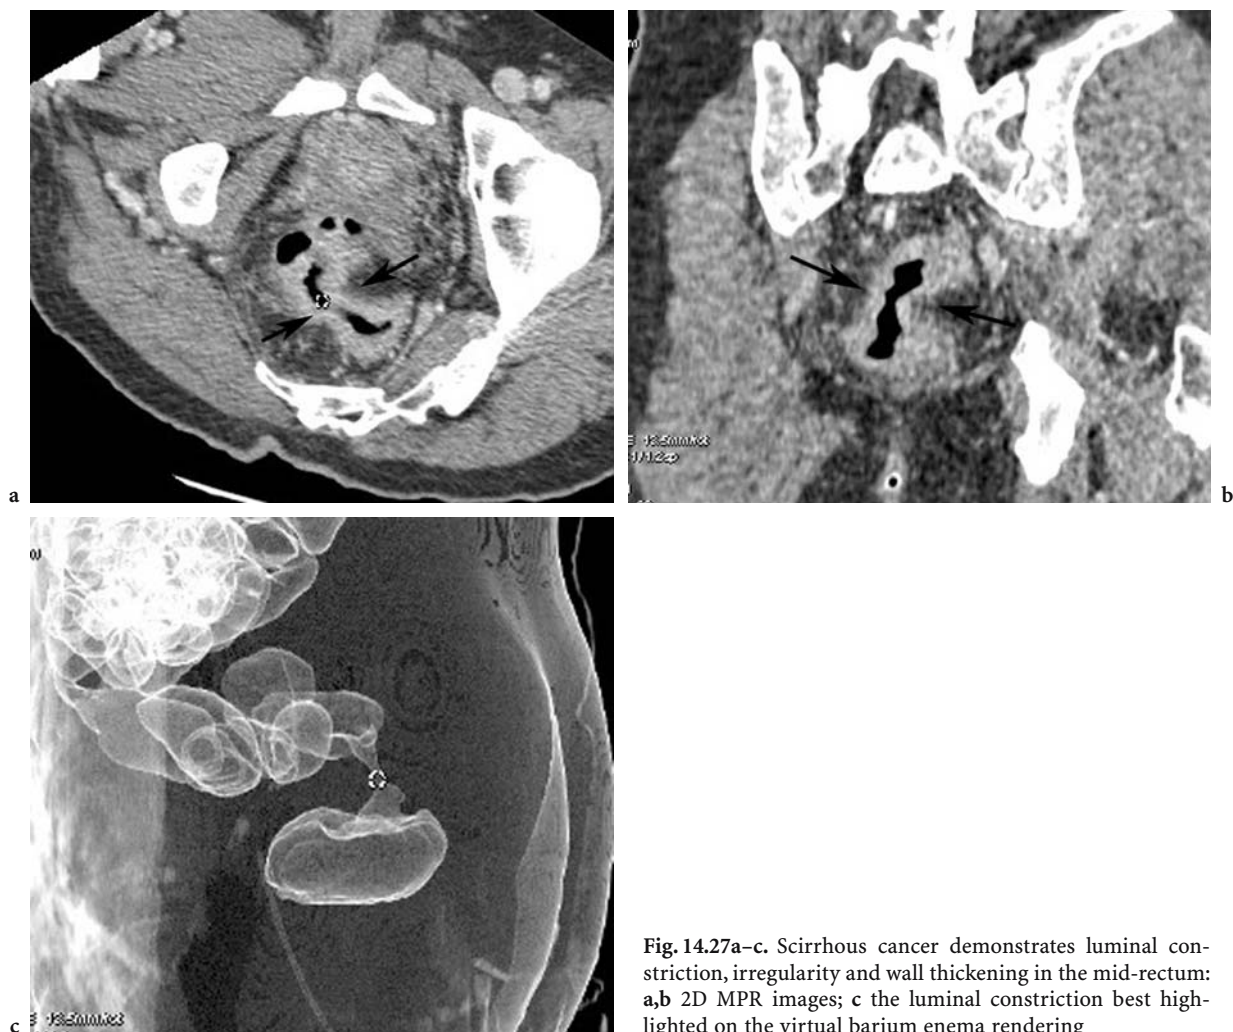 a
b
c
Fig. 14.27a–c. Scirrhous cancer demonstrates luminal con-
striction, irregularity and wall thickening in the mid-rectum:
a,b 2D MPR images; c the luminal constriction best high-
lighted on the virtual barium enema rendering